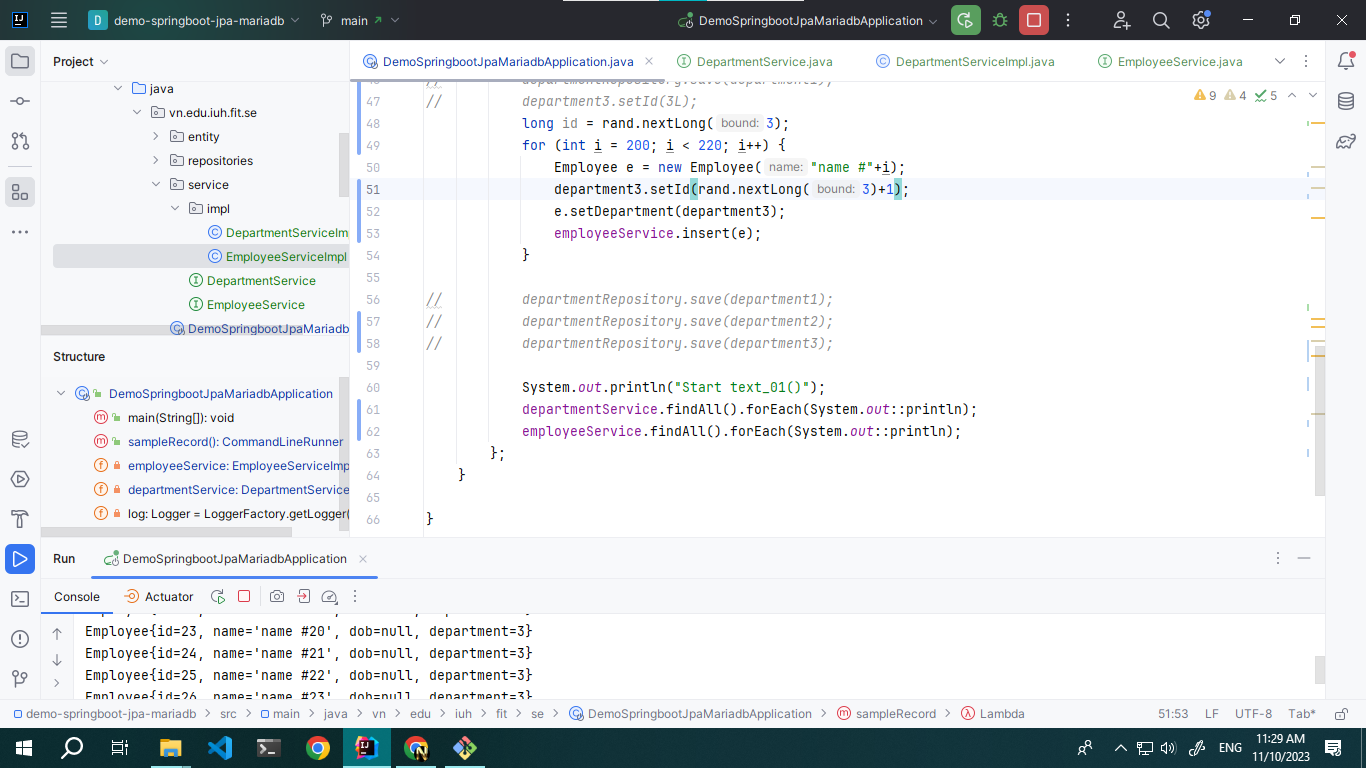 D demo-springboot-jpa-mariadb main DemoSpringbootJpaMariadbApplication
Project
java
vn.edu.iuh.fit.se
entity
repositories
service
impl
DepartmentServiceIm
EmployeeServiceImpl
DepartmentService
EmployeeService
DemoSpringbootJpaMariadb
Structure
DemoSpringbootJpaMariadbApplication
main(String[]): void
sampleRecord(): CommandLineRunner
employeeService: EmployeeServiceImp
departmentService: DepartmentService
log: Logger = LoggerFactory.getLogger(
DemoSpringbootJpaMariadbApplication.java DepartmentService.java DepartmentServiceImpl.java EmployeeService.java
9 4 5
47 // department3.setId(3L);
48 long id = rand.nextLong( bound: 3);
49 for (int i = 200; i < 220; i++) {
50 Employee e = new Employee( name: "name #"+i);
51 department3.setId(rand.nextLong( bound: 3)+1);
52 e.setDepartment(department3);
53 employeeService.insert(e);
54 }
55
56 // departmentRepository.save(department1);
57 // departmentRepository.save(department2);
58 // departmentRepository.save(department3);
59
60 System.out.println("Start text_01()");
61 departmentService.findAll().forEach(System.out::println);
62 employeeService.findAll().forEach(System.out::println);
63 };
64 }
65
66 }
Run DemoSpringbootJpaMariadbApplication
Console Actuator
Employee{id=23, name='name #20', dob=null, department=3}
Employee{id=24, name='name #21', dob=null, department=3}
Employee{id=25, name='name #22', dob=null, department=3}
Employee{id=26, name='name #23', dob=null, department=3}
demo-springboot-jpa-mariadb > src > main > java > vn > edu > iuh > fit > se > DemoSpringbootJpaMariadbApplication > sampleRecord > Lambda 51:53 LF UTF-8 Tab*
ENG 11:29 AM
11/10/2023